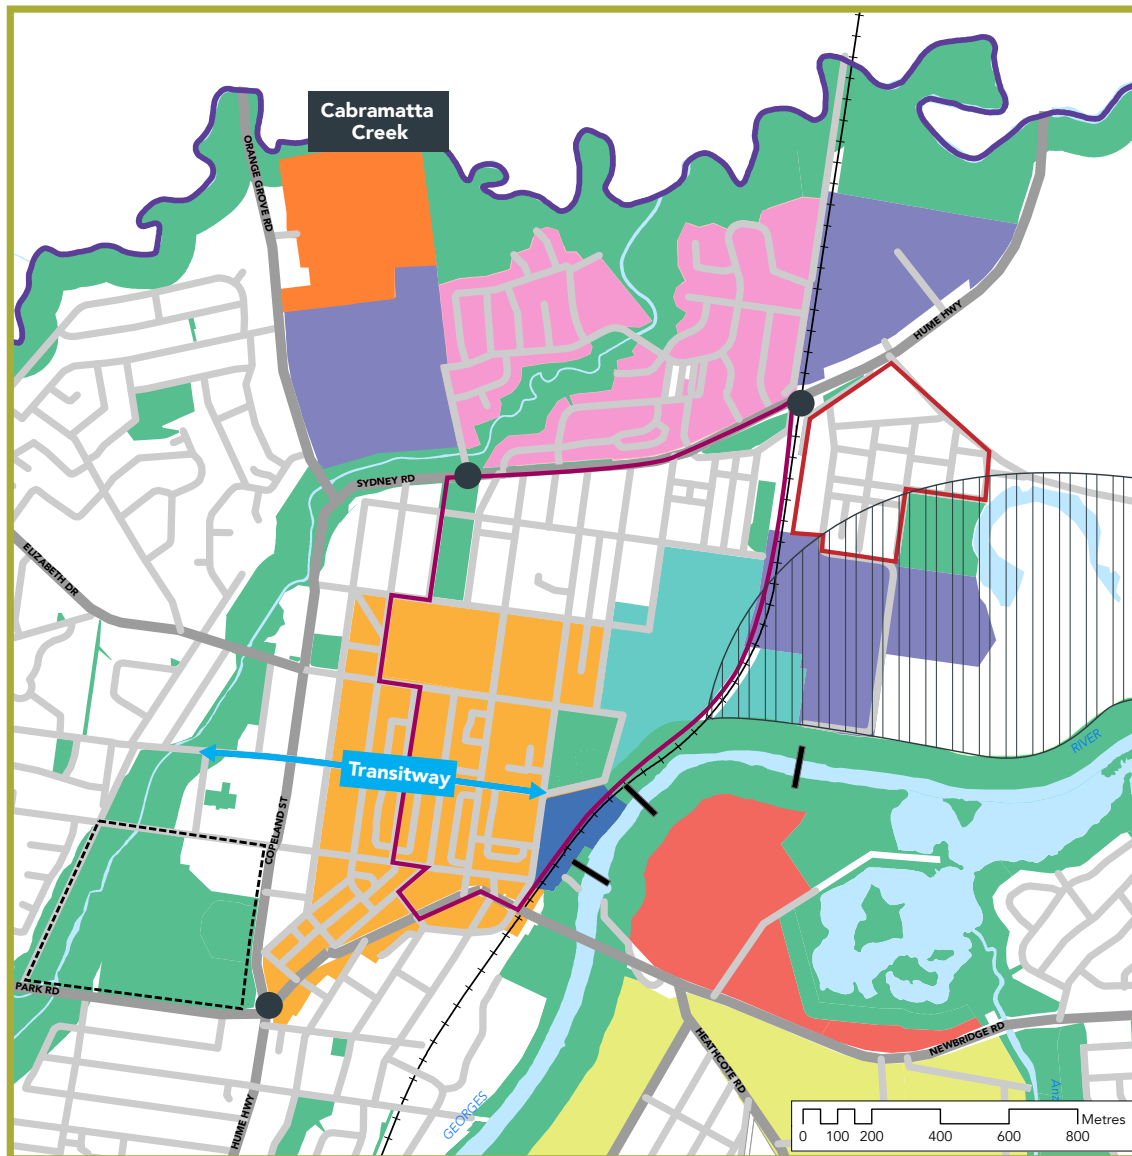 Cabramatta
Creek
ORANGE GROVE RD
HUME HWY
SYDNEY RD
ELIZABETH DR
Transitway
RIVER
COPELAND ST
PARK RD
HEATHCOTE RD
NEWBRIDGE RD
GEORGES
HUME HWY
Metres
0 100 200 400 600 800